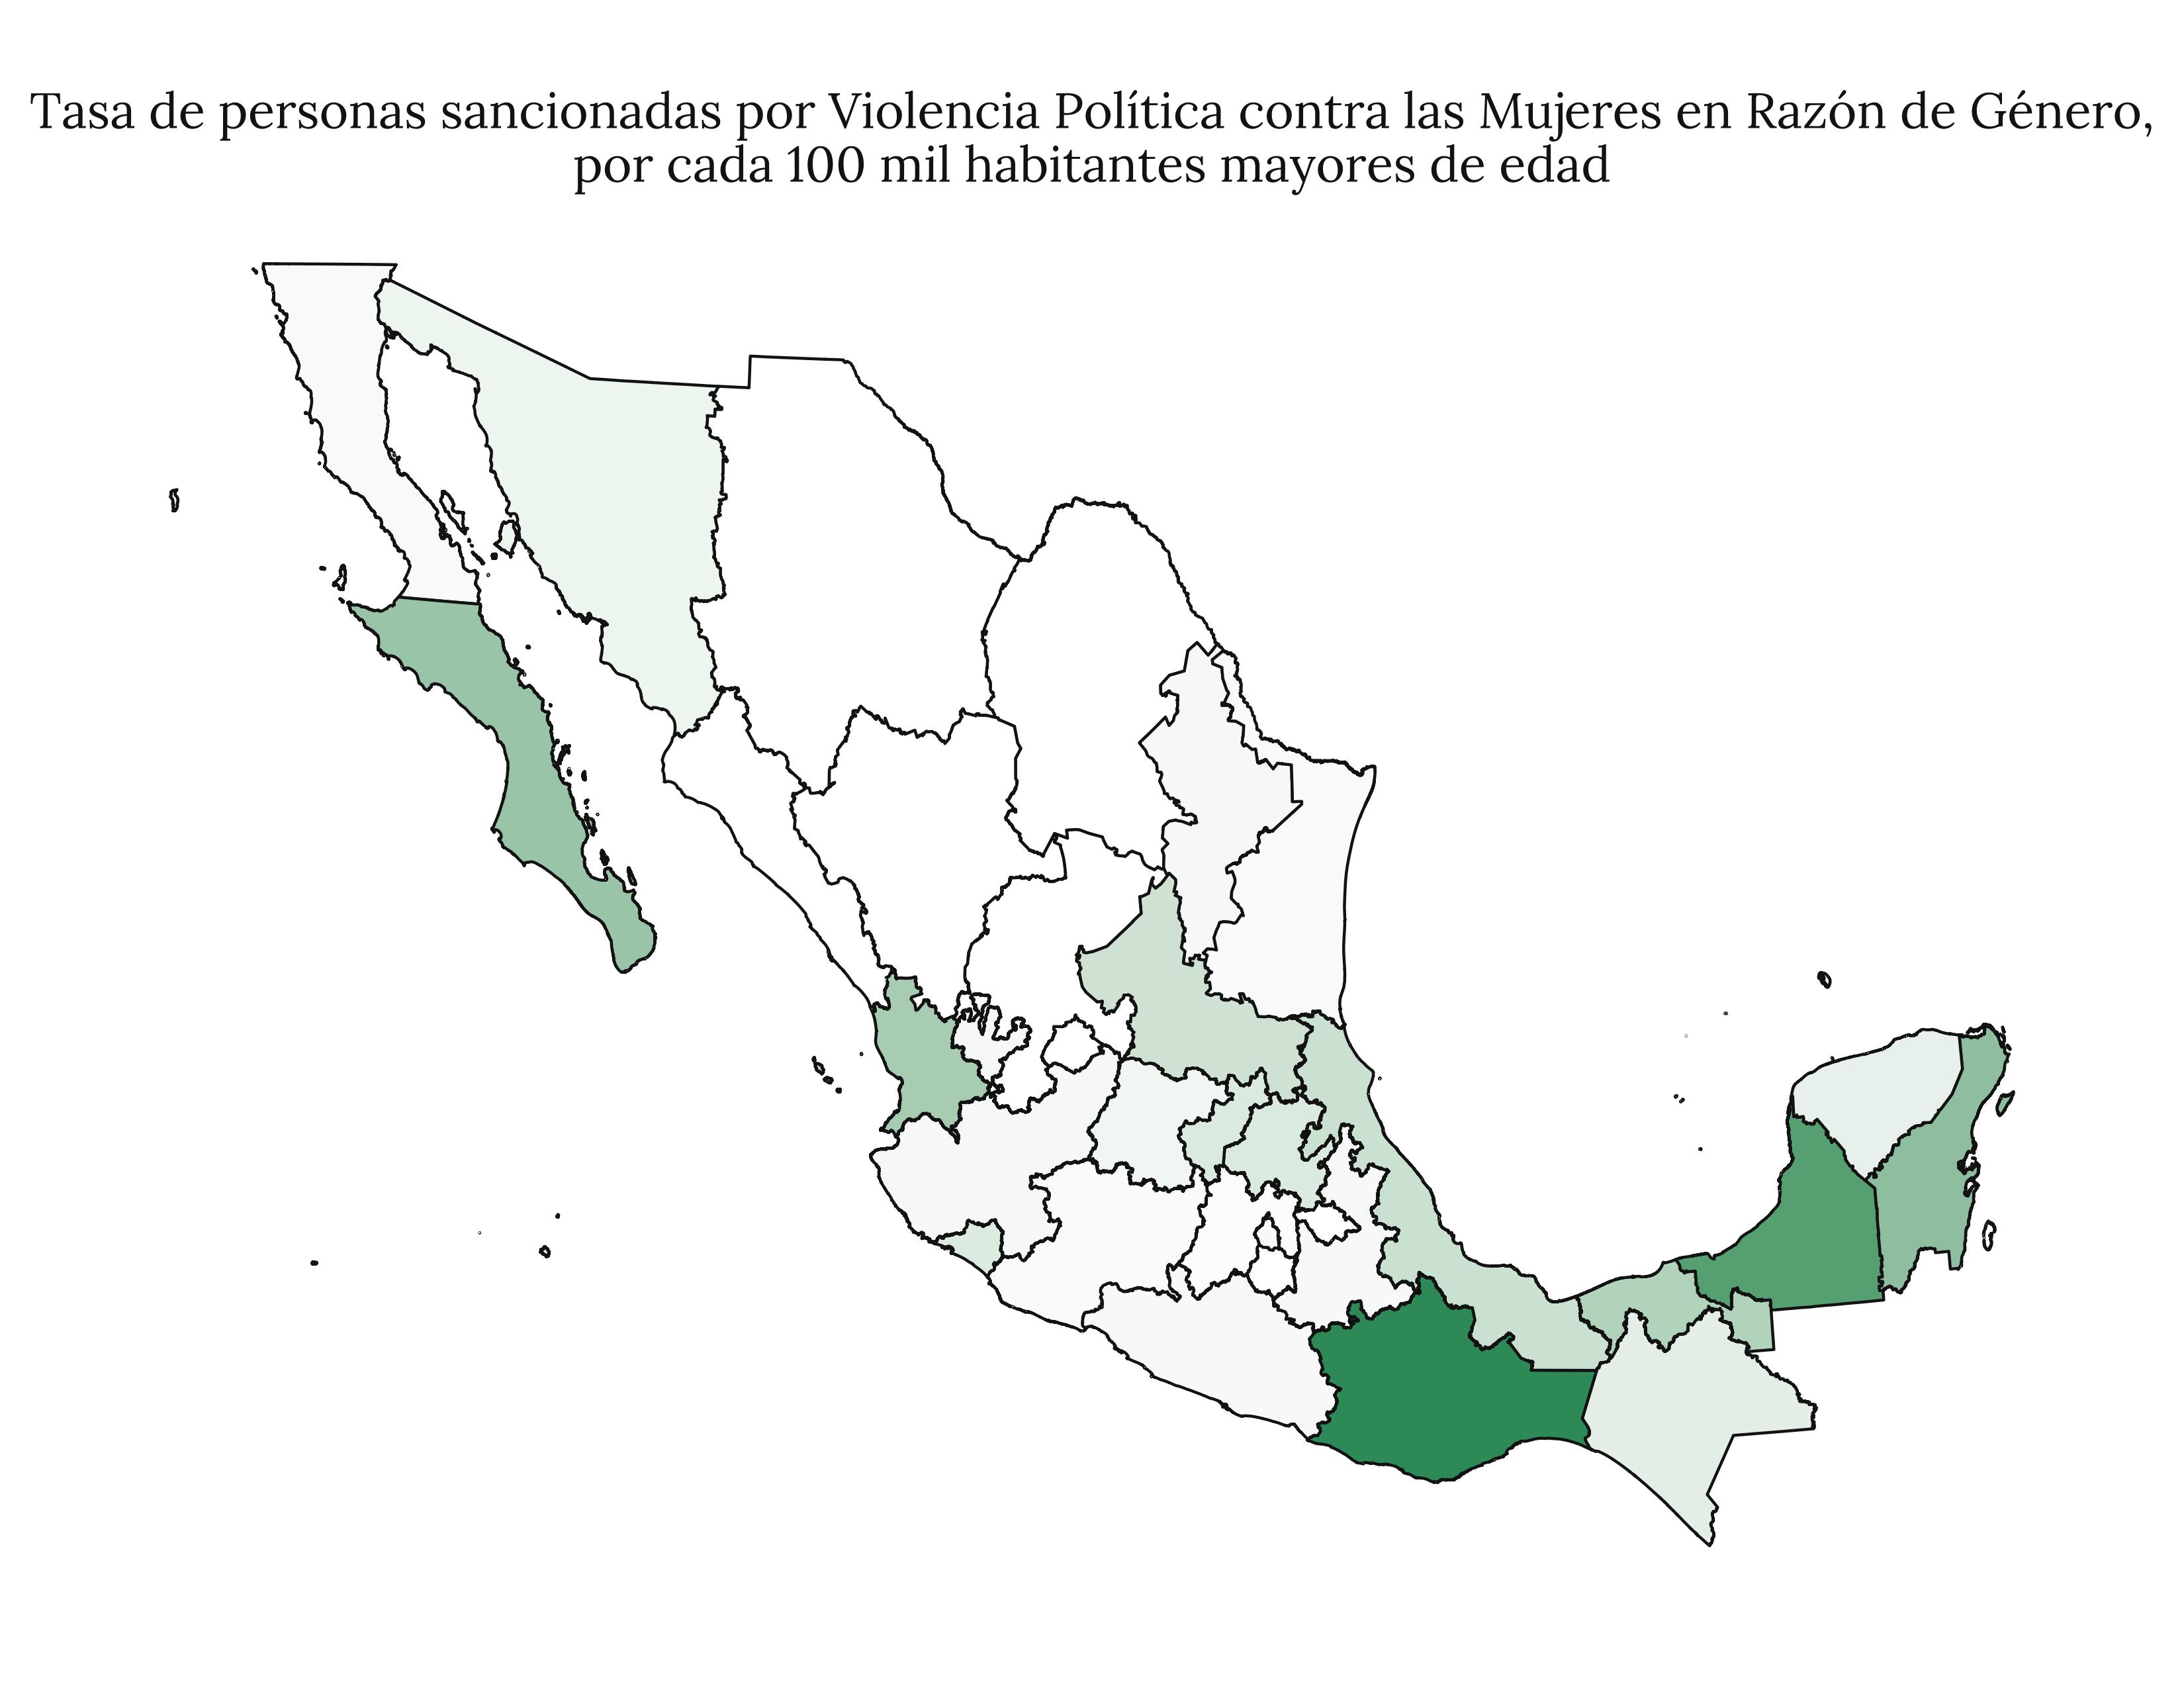 Tasa de personas sancionadas por Violencia Política contra las Mujeres en Razón de Género,
por cada 100 mil habitantes mayores de edad